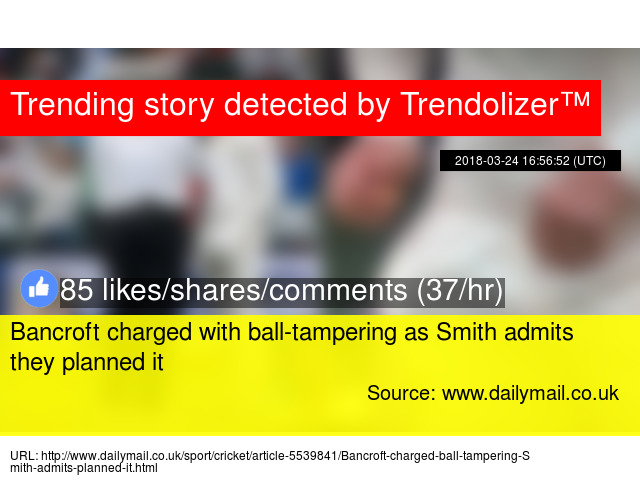 Trending story detected by Trendolizer™
2018-03-24 16:56:52 (UTC)
85 likes/shares/comments (37/hr)
Bancroft charged with ball-tampering as Smith admits
they planned it
Source: www.dailymail.co.uk
URL: http://www.dailymail.co.uk/sport/cricket/article-5539841/Bancroft-charged-ball-tampering-S
mith-admits-planned-it.html